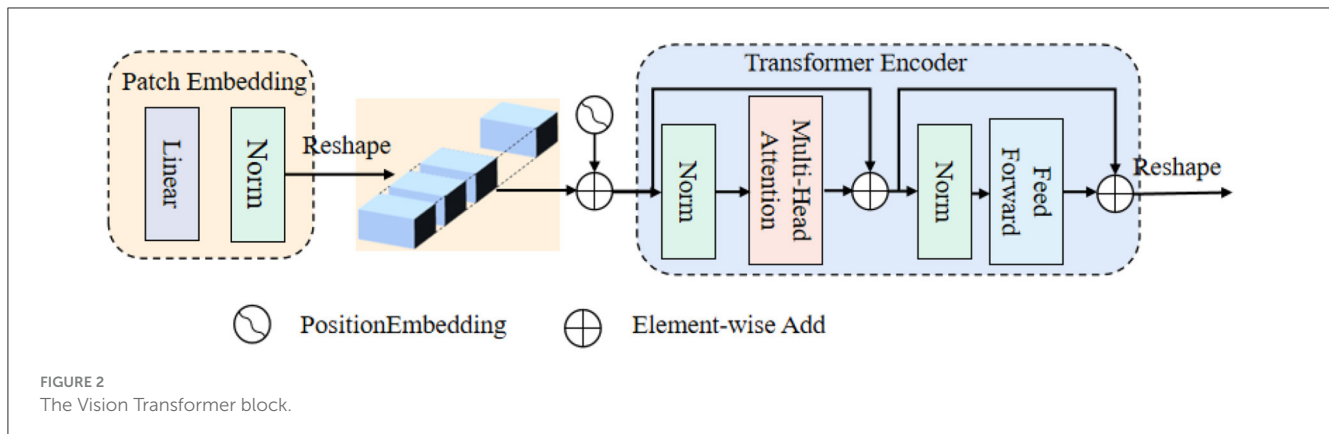 Patch Embedding
Linear
Norm
Reshape
Transformer Encoder
Norm
Multi-Head
Attention
Norm
Feed
Forward
Reshape
PositionEmbedding
Element-wise Add
FIGURE 2
The Vision Transformer block.